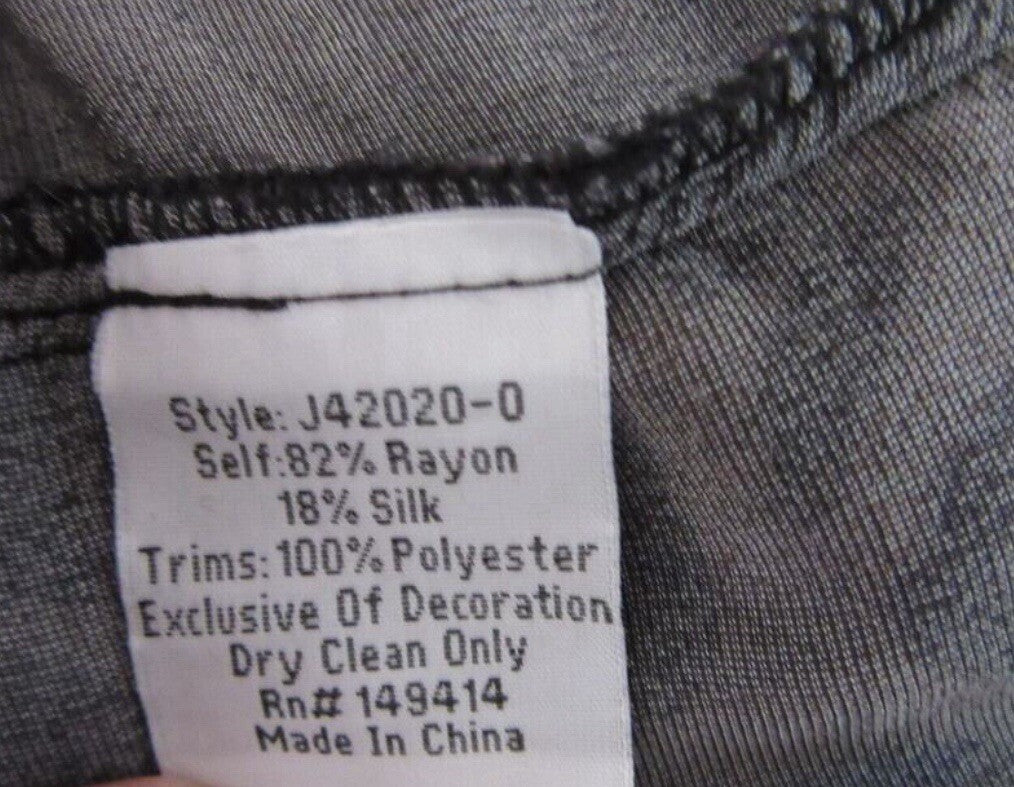 Style: J42020-0
Self:82% Rayon
18% Silk
Trims: 100% Polyester
Exclusive Of Decoration
Dry Clean Only
Rn# 149414
Made In China